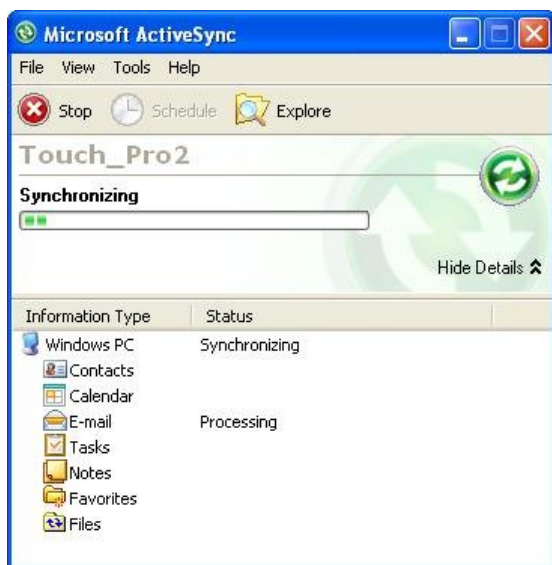 Microsoft ActiveSync
File View Tools Help
Stop Schedule Explore
Touch_Pro2
Synchronizing
Hide Details
Information Type Status
Windows PC Synchronizing
Contacts
Calendar
E-mail Processing
Tasks
Notes
Favorites
Files